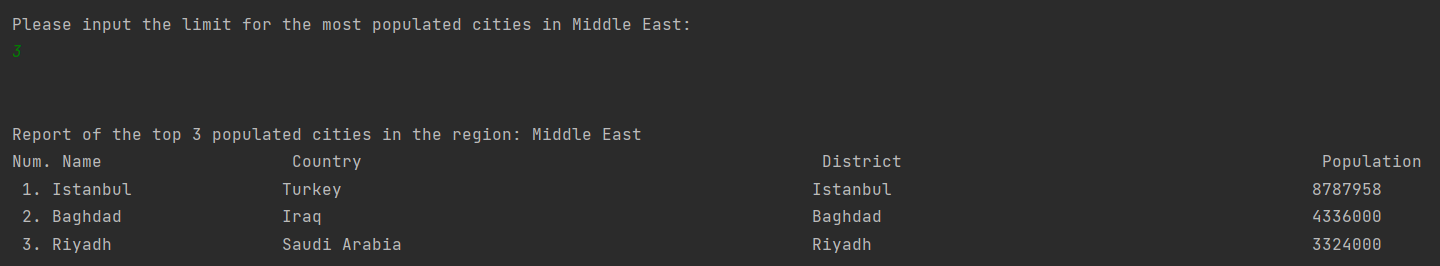 Please input the limit for the most populated cities in Middle East:
3
Report of the top 3 populated cities in the region: Middle East
Num. Name Country District Population
1. Istanbul Turkey Istanbul 8787958
2. Baghdad Iraq Baghdad 4336000
3. Riyadh Saudi Arabia Riyadh 3324000